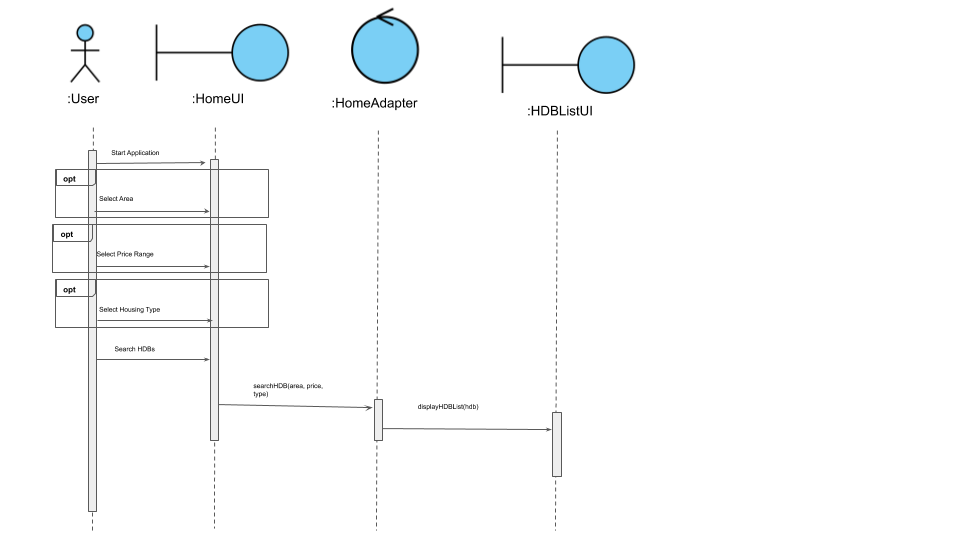 :User
:HomeUI
:HomeAdapter
:HDBListUI
Start Application
opt
Select Area
opt
Select Price Range
opt
Select Housing Type
Search HDBs
searchHDB(area, price,
type)
displayHDBList(hdb)